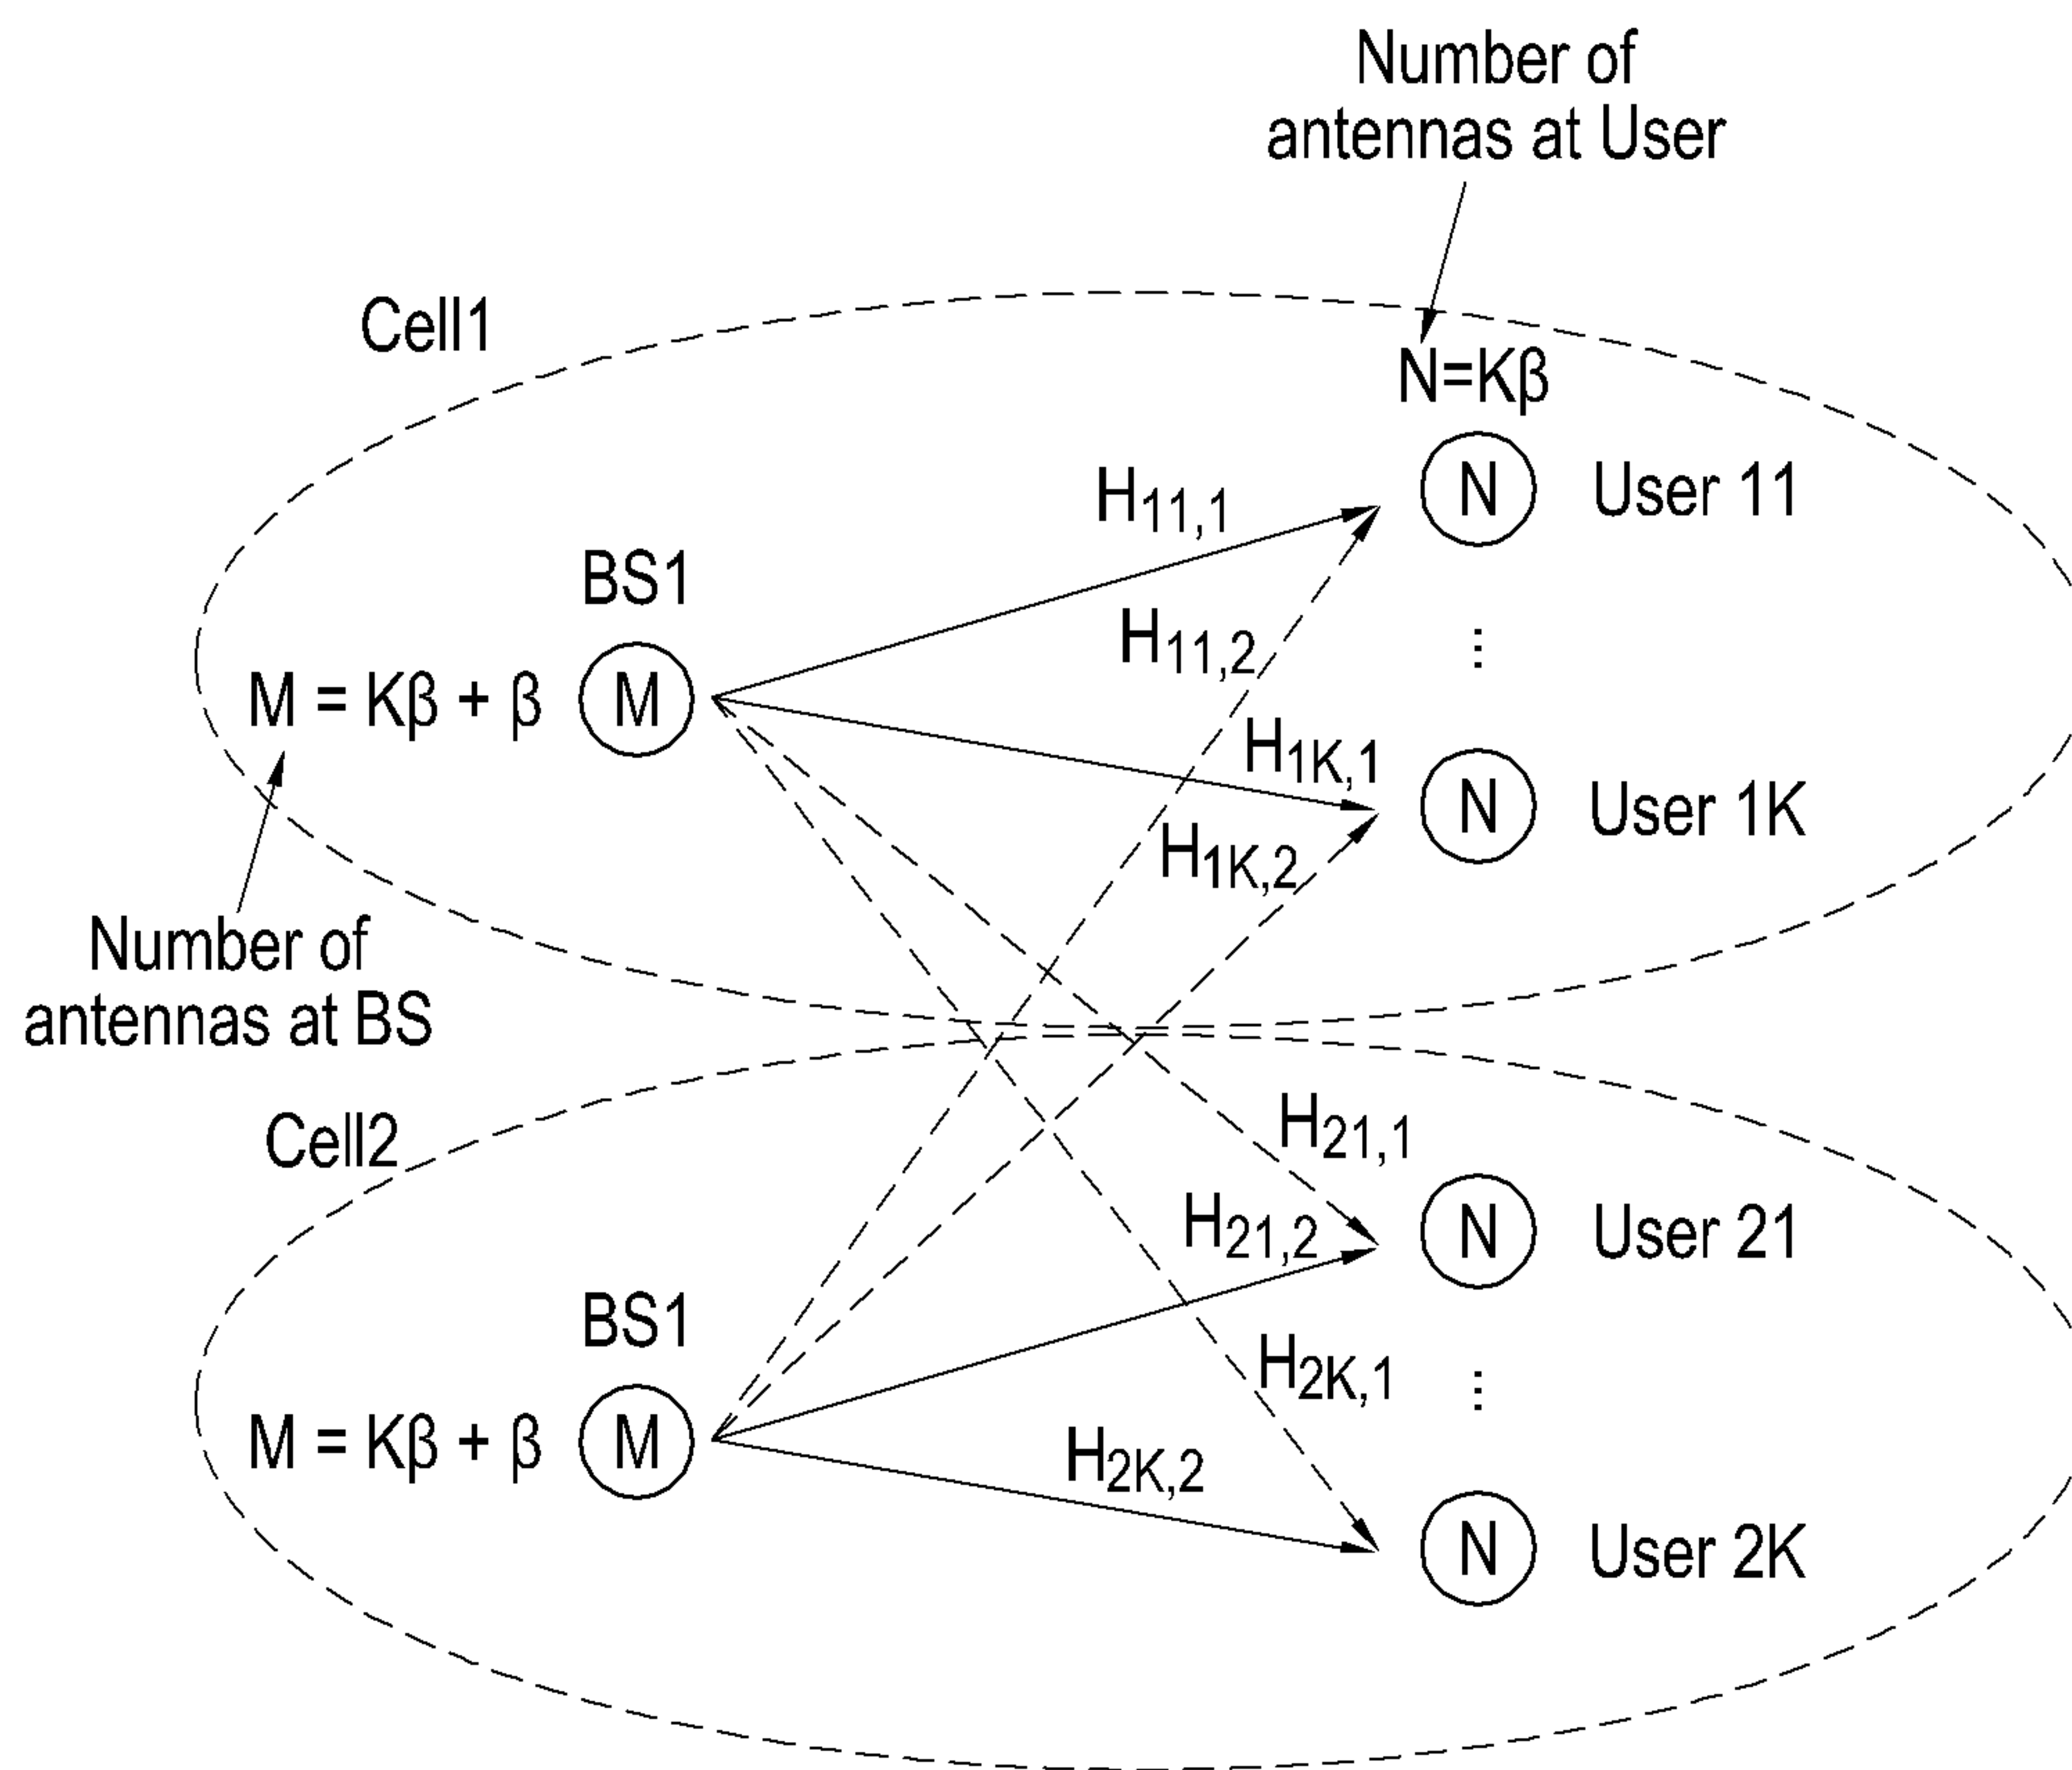 Number of
antennas at User
Cell1
N=Kβ
N User 11
H11,1
BS1
H11,2
⋮
M = Kβ + β M
H1K,1
N User 1K
H1K,2
Number of
antennas at BS
Cell2
H21,1
H21,2
N User 21
BS1
H2K,1
⋮
M = Kβ + β M
H2K,2
N User 2K